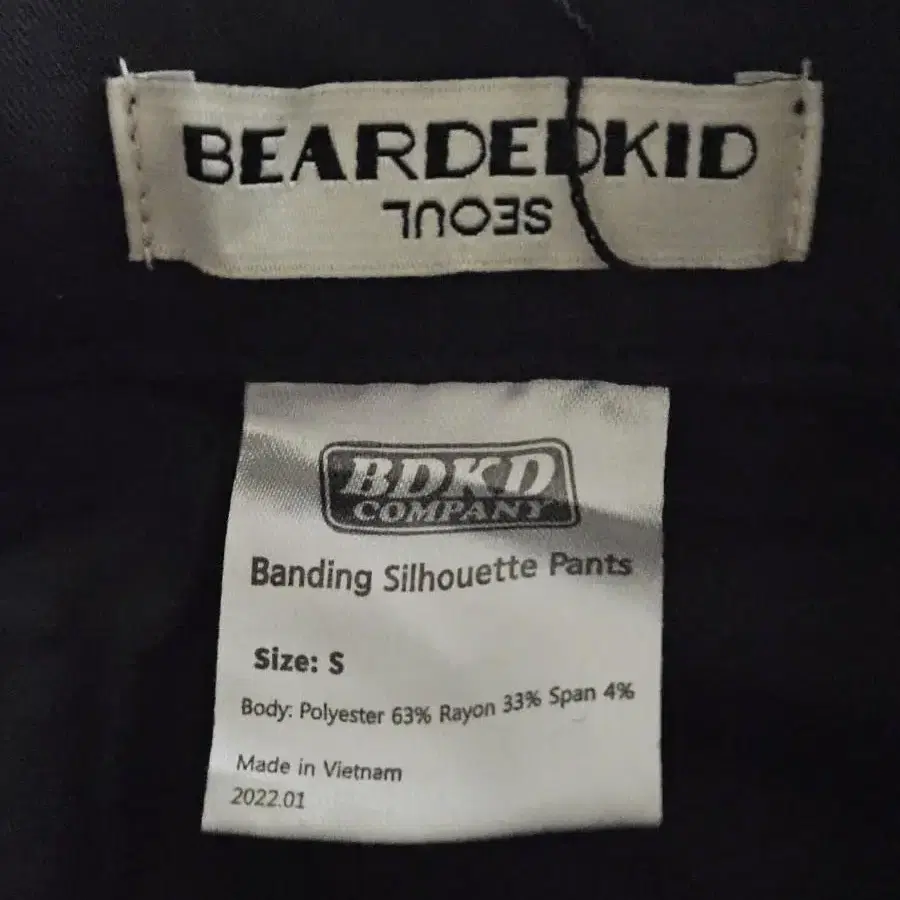 BEARDEDKID
SEOUL
BDKD
COMPANY
Banding Silhouette Pants
Size: S
Body: Polyester 63% Rayon 33% Span 4%
Made in Vietnam
2022.01